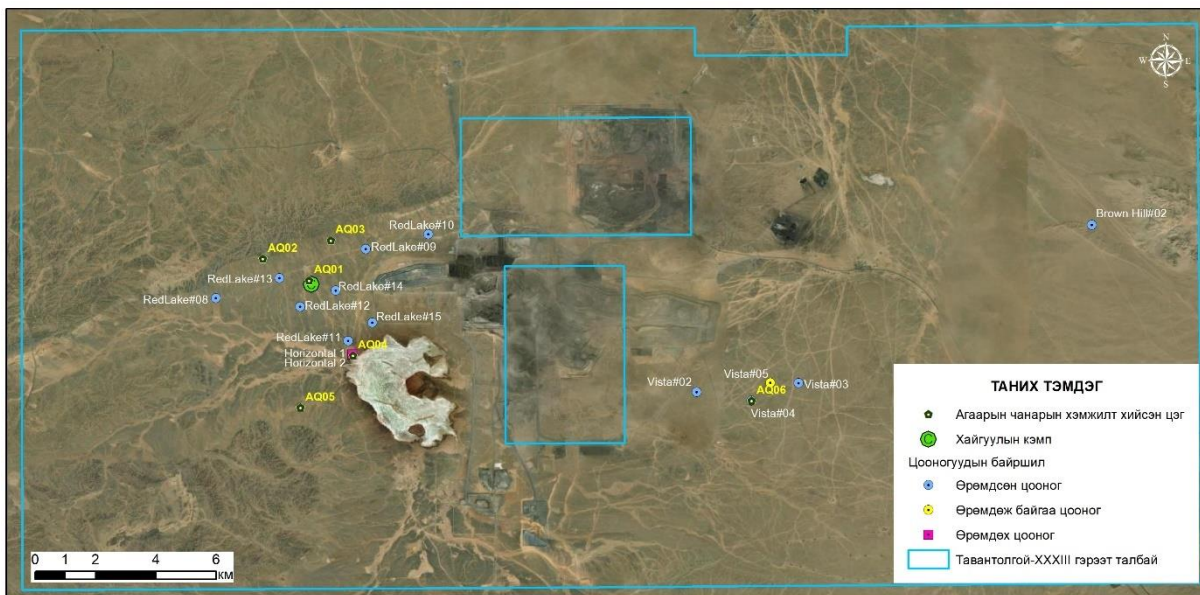 N
W E
S
Brown Hill#02
RedLake#10
AQ03
RedLake#09
AQ02
AQ01
RedLake#13
RedLake#14
RedLake#08
RedLake#12
RedLake#15
RedLake#11
AQ04
Horizontal 1
Horizontal 2
AQ05
Vista#05
Vista#02
Vista#03
AQ06
Vista#04
ТАНИХ ТЭМДЭГ
Агаарын чанарын хэмжилт хийсэн цэг
C Хайгуулын кэмп
Цооногуудын байршил
Өрөмдсөн цооног
Өрөмдөж байгаа цооног
Өрөмдөх цооног
Тавантолгой-XXXIII гэрээт талбай
0 1 2 4 6
км